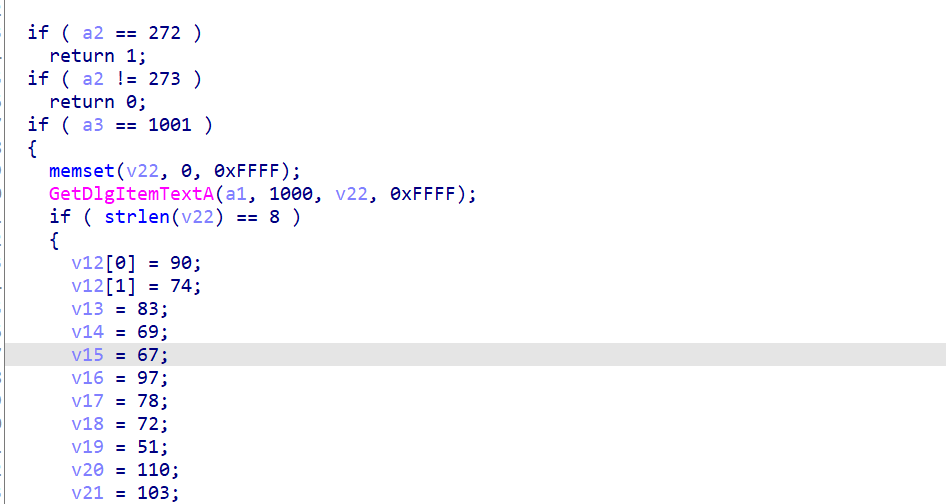 if ( a2 == 272 )
return 1;
if ( a2 != 273 )
return 0;
if ( a3 == 1001 )
{
memset(v22, 0, 0xFFFF);
GetDlgItemTextA(a1, 1000, v22, 0xFFFF);
if ( strlen(v22) == 8 )
{
v12[0] = 90;
v12[1] = 74;
v13 = 83;
v14 = 69;
v15 = 67;
v16 = 97;
v17 = 78;
v18 = 72;
v19 = 51;
v20 = 110;
v21 = 103;